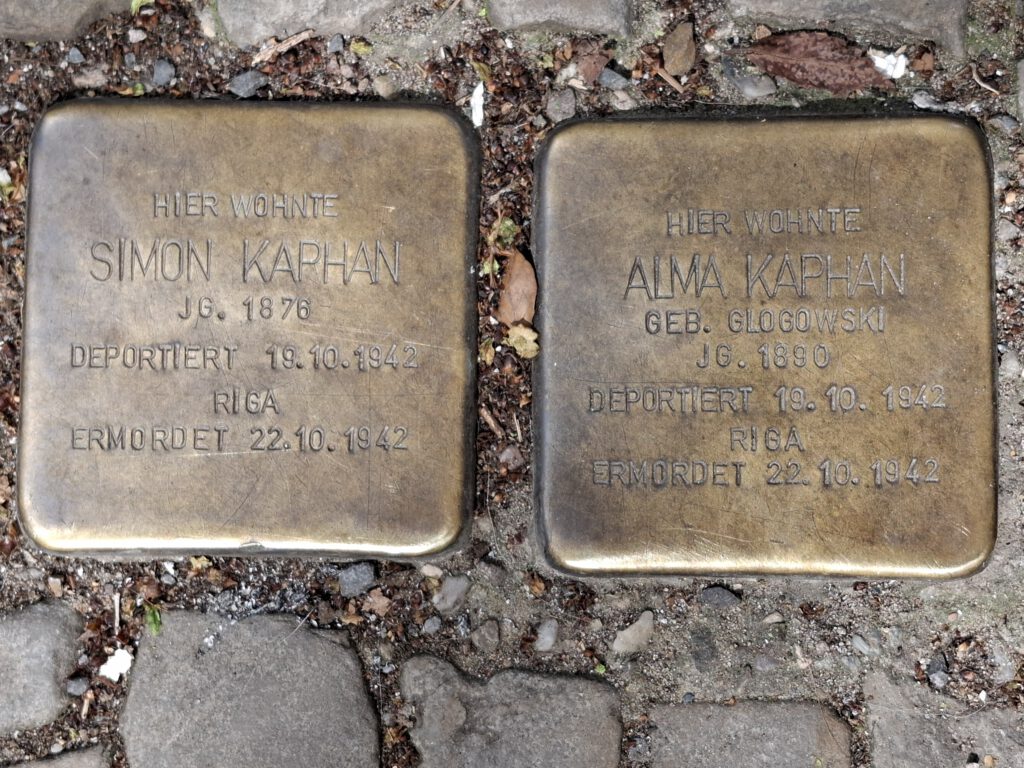 HIER WOHNTE
SIMON KAPHAN
JG. 1876
DEPORTIERT 19.10.1942
RIGA
ERMORDET 22.10.1942
HIER WOHNTE
ALMA KAPHAN
GEB. GLOGOWSKI
JG. 1890
DEPORTIERT 19.10.1942
RIGA
ERMORDET 22.10.1942